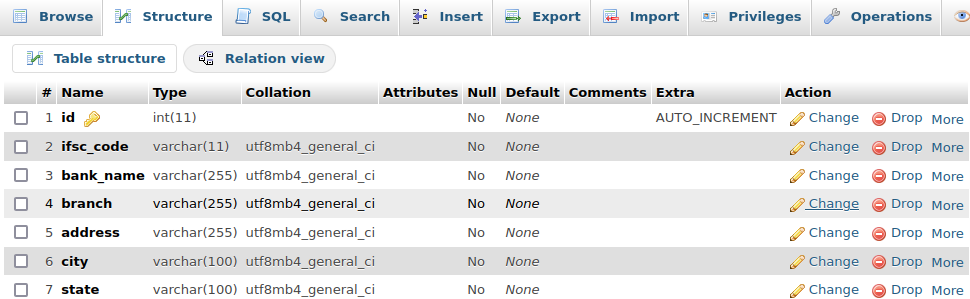 Browse Structure SQL Search Insert Export Import Privileges Operations
Table structure Relation view
# Name Type Collation Attributes Null Default Comments Extra Action
1 id int(11) No None AUTO_INCREMENT Change Drop More
2 ifsc_code varchar(11) utf8mb4_general_ci No None Change Drop More
3 bank_name varchar(255) utf8mb4_general_ci No None Change Drop More
4 branch varchar(255) utf8mb4_general_ci No None Change Drop More
5 address varchar(255) utf8mb4_general_ci No None Change Drop More
6 city varchar(100) utf8mb4_general_ci No None Change Drop More
7 state varchar(100) utf8mb4_general_ci No None Change Drop More